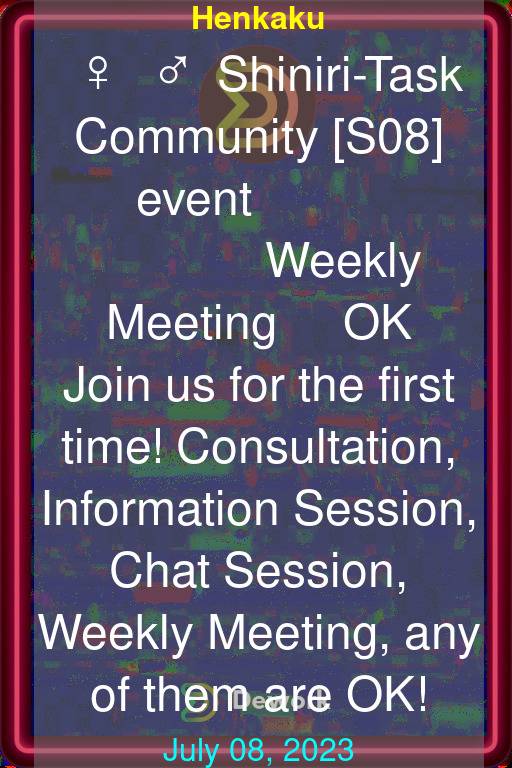 Henkaku
♀ ♂ Shiniri-Task
Community [S08]
event
Weekly
Meeting OK
Join us for the first
time! Consultation,
Information Session,
Chat Session,
Weekly Meeting, any
of them are OK!
Dework
July 08, 2023